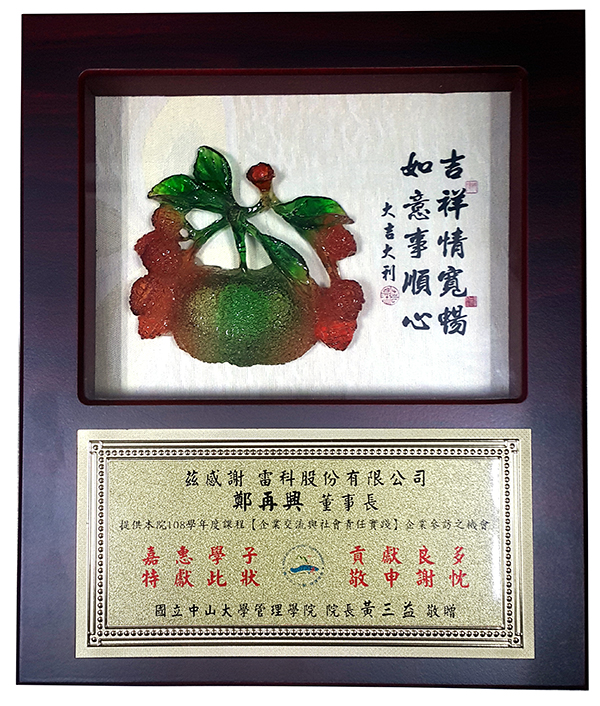 吉祥情寬暢
如意事順心
大吉大利
茲感謝 雷科股份有限公司
鄭再興 董事長
提供本院108學年度課程【企業交流與社會責任實踐】企業參訪之機會
嘉惠學子 貢獻良多
特獻此狀 敬申謝忱
國立中山大學管理學院 院長黃三益 敬贈